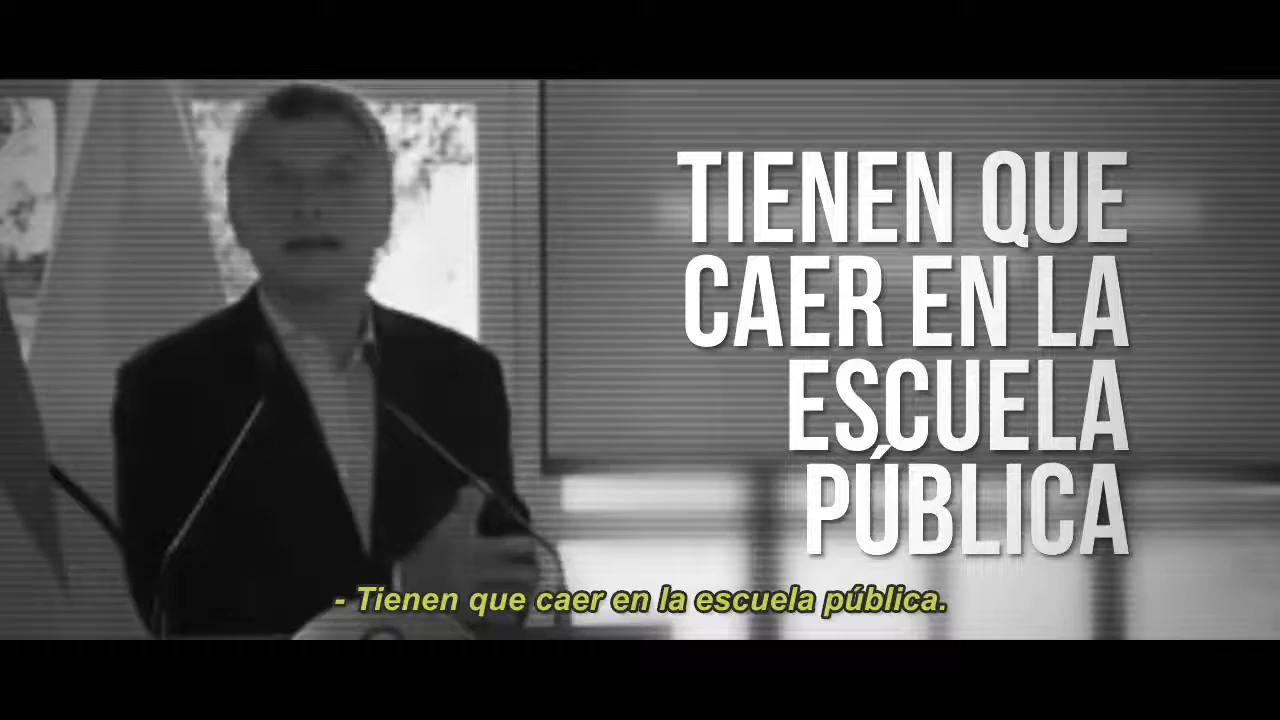 TIENEN QUE
CAER EN LA
ESCUELA
PÚBLICA
- Tienen que caer en la escuela pública.